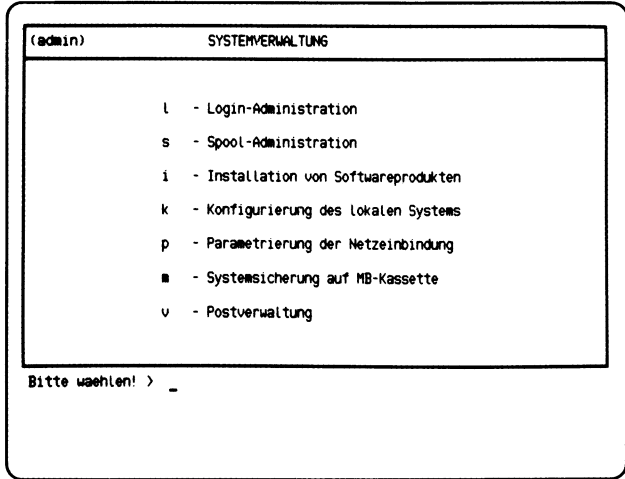 (admin) SYSTEMVERWALTUNG
l - Login-Administration
s - Spool-Administration
i - Installation von Softwareprodukten
k - Konfigurierung des lokalen Systems
p - Parametrierung der Netzeinbindung
m - Systemsicherung auf MB-Kassette
v - Postverwaltung
Bitte waehlen! > _